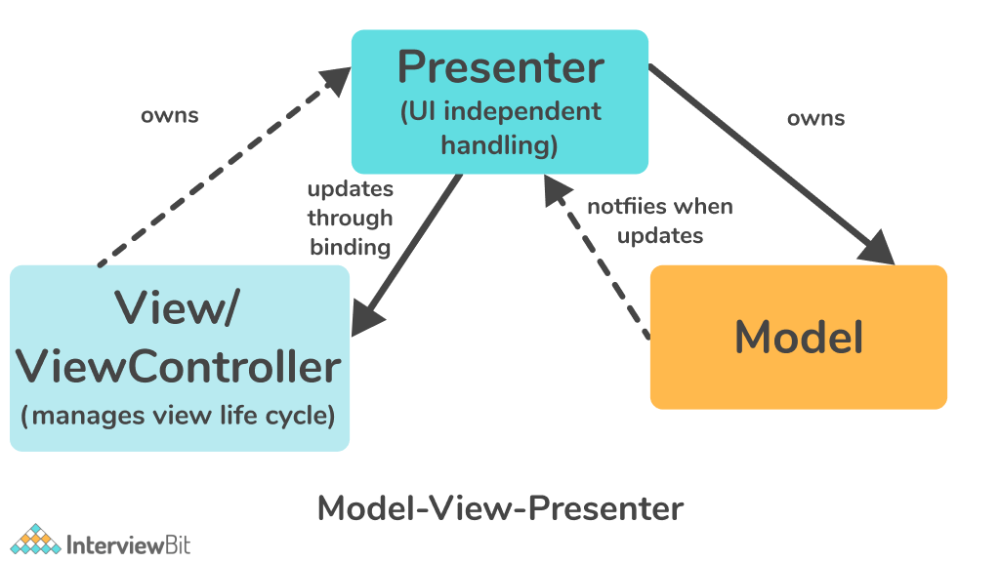 Presenter
(UI independent
handling)
owns
owns
updates
through
binding
notfiies when
updates
View/
ViewController
(manages view life cycle)
Model
Model-View-Presenter
InterviewBit